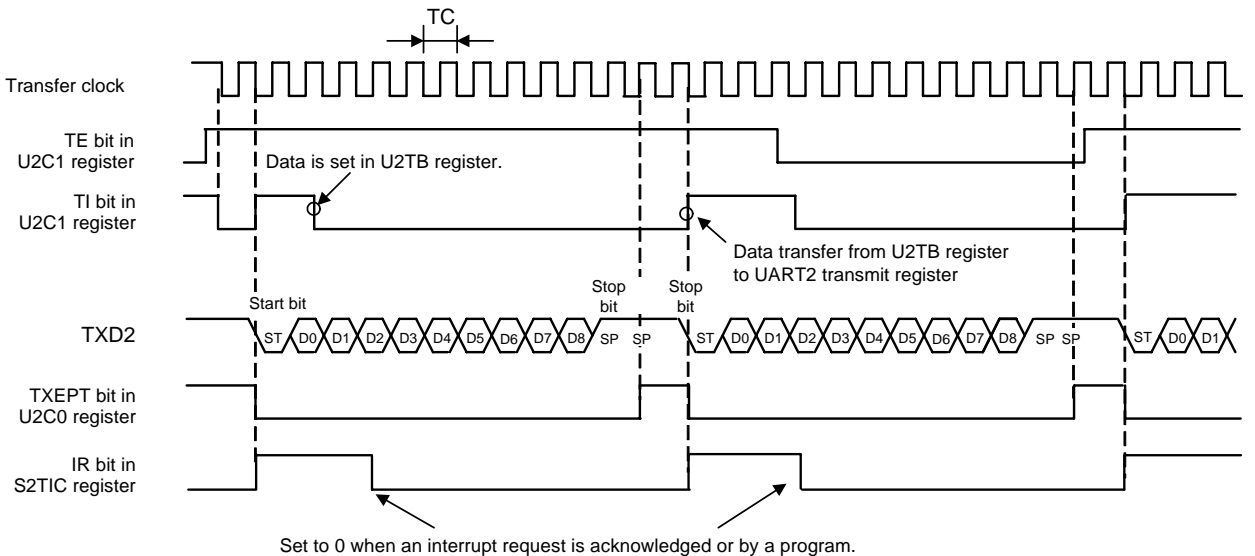 TC
Transfer clock
TE bit in
U2C1 register
Data is set in U2TB register.
TI bit in
U2C1 register
Data transfer from U2TB register
to UART2 transmit register
Start bit
Stop
bit
Stop
bit
TXD2
ST D0 D1 D2 D3 D4 D5 D6 D7 D8 SP SP ST D0 D1 D2 D3 D4 D5 D6 D7 D8 SP SP ST D0 D1
TXEPT bit in
U2C0 register
IR bit in
S2TIC register
Set to 0 when an interrupt request is acknowledged or by a program.